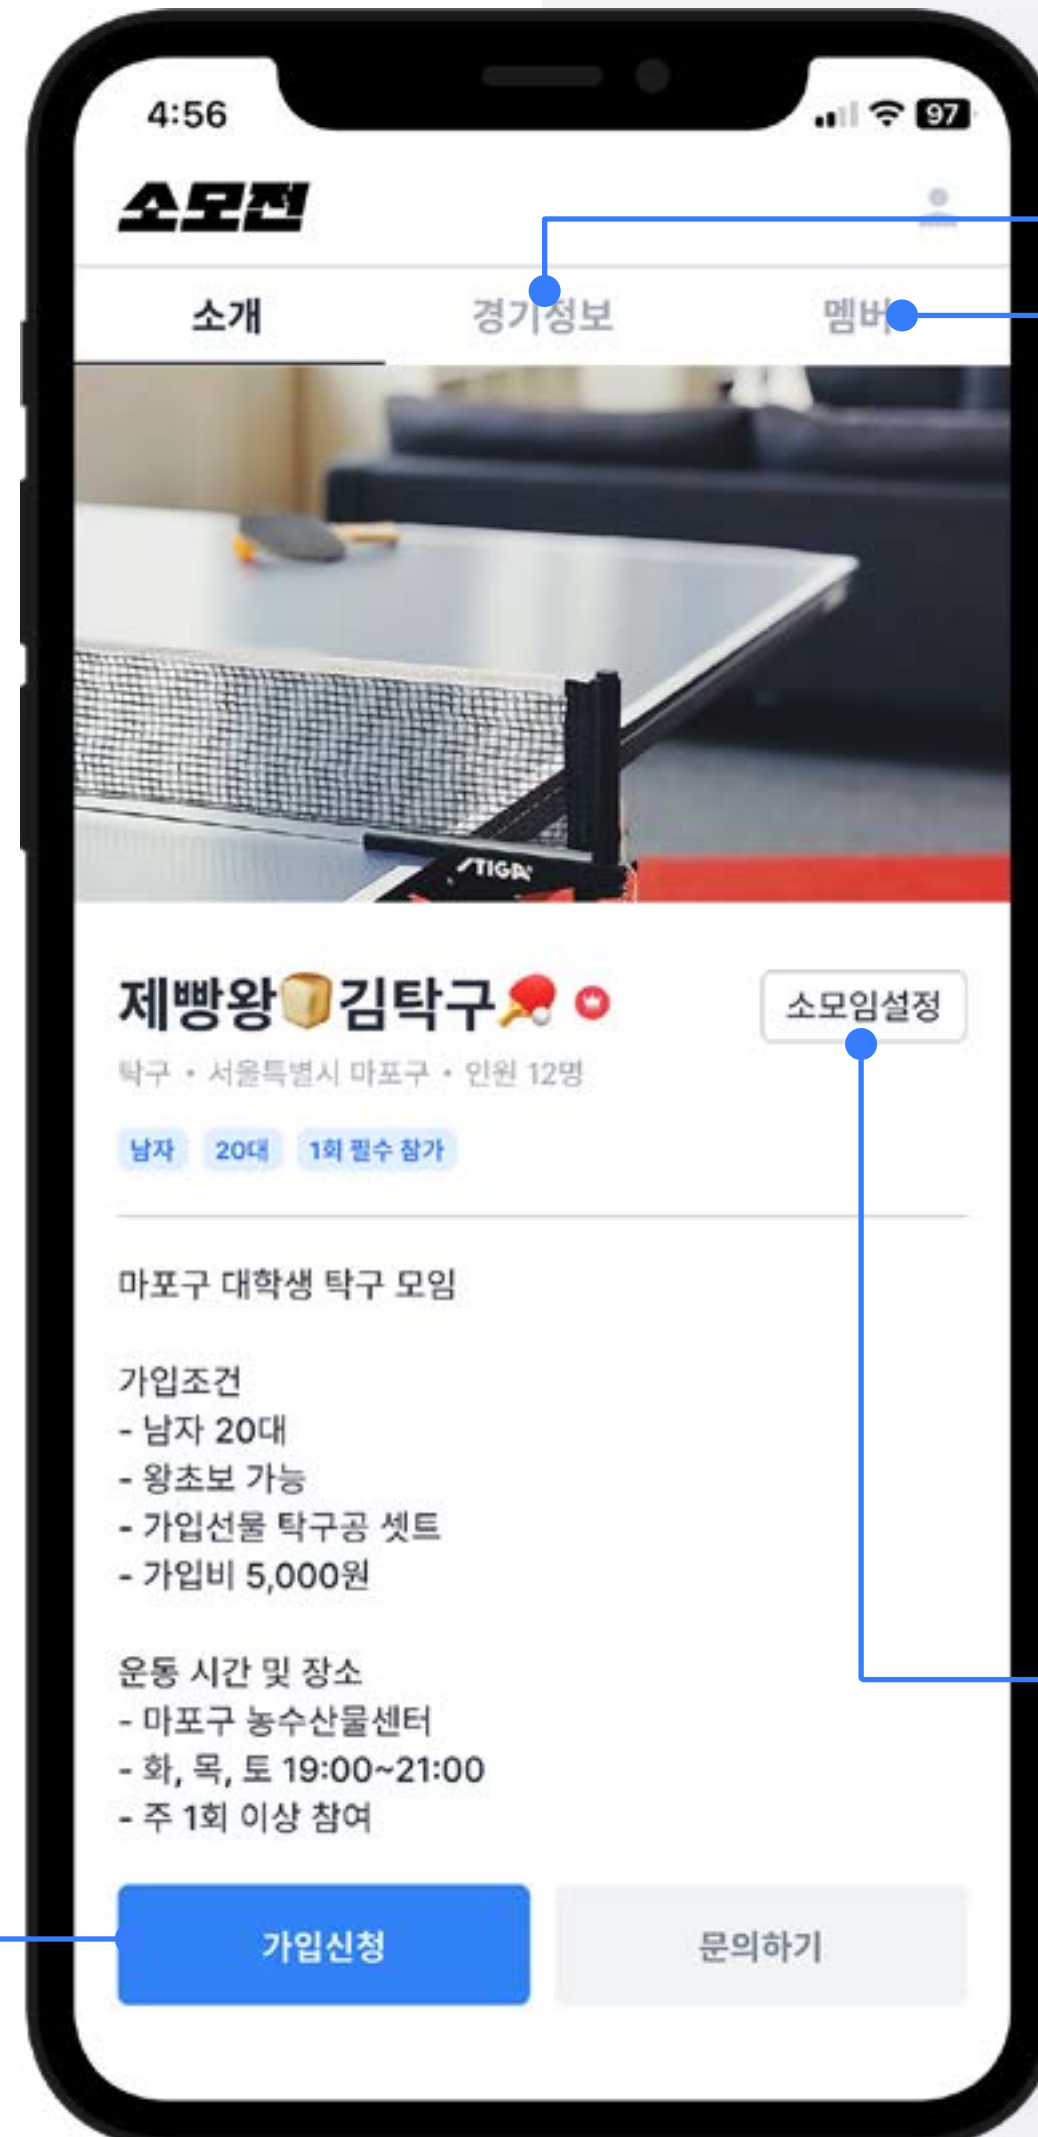 4:56
97
소모전
소개 경기정보 멤버
STIGA
제빵왕🍞김탁구🏓
소모임설정
탁구 • 서울특별시 마포구 • 인원 12명
남자 20대 1회 필수 참가
마포구 대학생 탁구 모임
가입조건
- 남자 20대
- 왕초보 가능
- 가입선물 탁구공 셋트
- 가입비 5,000원
운동 시간 및 장소
- 마포구 농수산물센터
- 화, 목, 토 19:00~21:00
- 주 1회 이상 참여
가입신청 문의하기